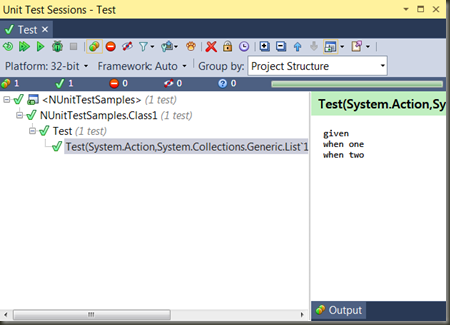 Unit Test Sessions - Test
Test
Platform: 32-bit Framework: Auto Group by: Project Structure
1 1 0 0 0
<NUnitTestSamples> (1 test)
NUnitTestSamples.Class1 (1 test)
Test (1 test)
Test(System.Action,System.Collections.Generic.List`1
Test(System.Action,Sy
given
when one
when two
Output